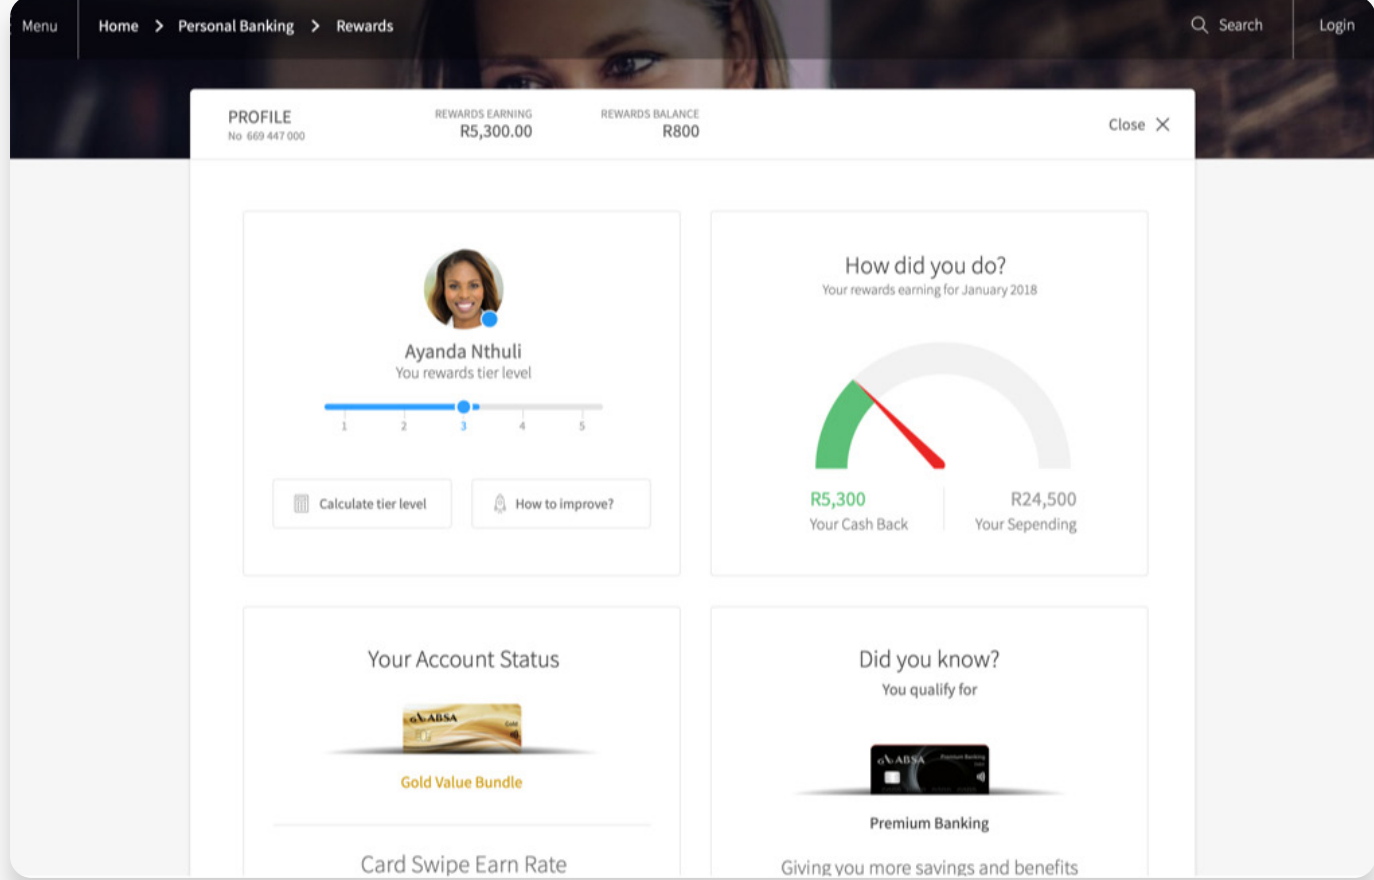 Menu
Home > Personal Banking > Rewards
Search
Login
PROFILE
No 669 447 000
REWARDS EARNING
R5,300.00
REWARDS BALANCE
R800
Close
Ayanda Nthuli
You rewards tier level
1 2 3 4 5
Calculate tier level
How to improve?
How did you do?
Your rewards earning for January 2018
R5,300
Your Cash Back
R24,500
Your Sepending
Your Account Status
ABSA
Gold
Gold Value Bundle
Card Swipe Earn Rate
Did you know?
You qualify for
ABSA
Premium Banking
Premium Banking
Giving you more savings and benefits